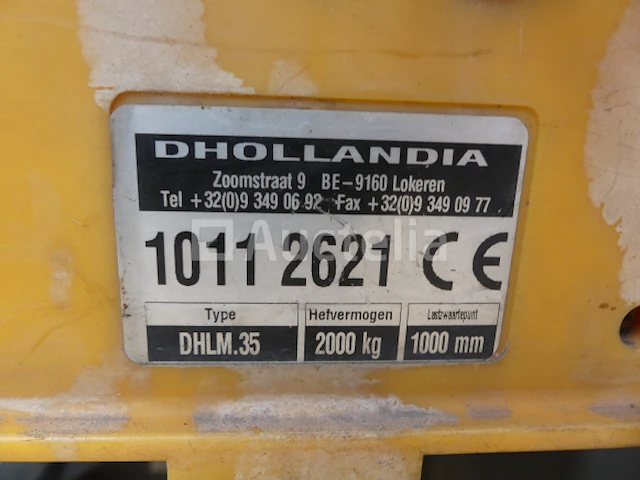 DHOLLANDIA
Zoomstraat 9 BE-9160 Lokeren
Tel +32(0)9 349 06 92 Fax +32(0)9 349 09 77
Auctelia
1011 2621 CE
Type Hefvermogen Lastzwaartepunt
DHLM.35 2000 kg 1000 mm